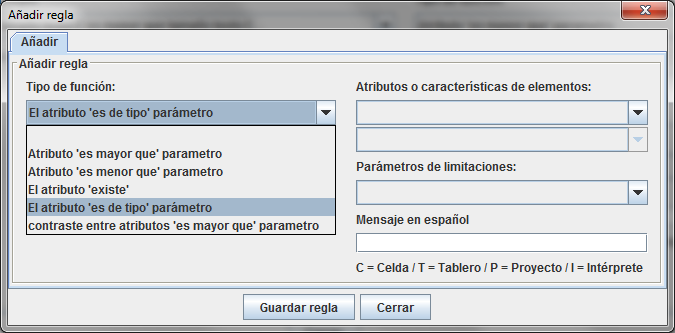 Añadir regla
Añadir
Añadir regla
Tipo de función:
El atributo 'es de tipo' parámetro
Atributo 'es mayor que' parametro
Atributo 'es menor que' parametro
El atributo 'existe'
El atributo 'es de tipo' parámetro
contraste entre atributos 'es mayor que' parametro
Atributos o características de elementos:
Parámetros de limitaciones:
Mensaje en español
C = Celda / T = Tablero / P = Proyecto / I = Intérprete
Guardar regla
Cerrar